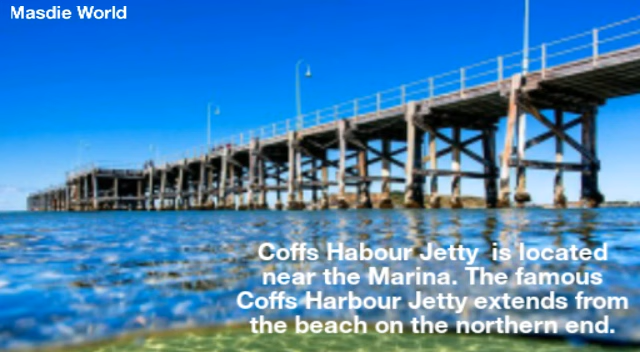 Masdie World
Coffs Habour Jetty  is located
near the Marina. The famous
Coffs Harbour Jetty extends from
the beach on the northern end.